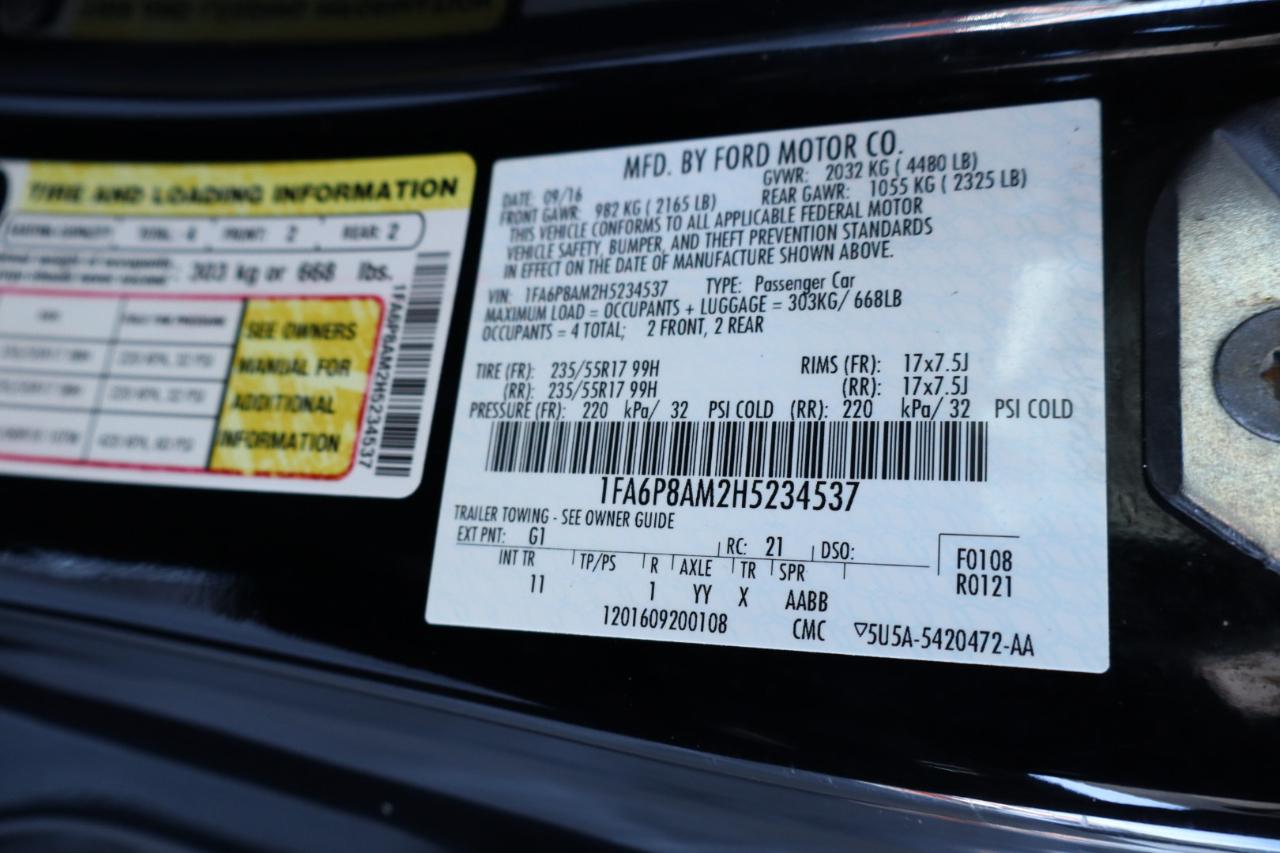 TIRE AND LOADING INFORMATION
TOTAL: 4 FRONT: 2 REAR: 2
303 kg or 668 lbs.
SEE OWNERS
MANUAL FOR
ADDITIONAL
INFORMATION
1FA6P8AM2H5234537
MFD. BY FORD MOTOR CO.
DATE: 09/16 GVWR: 2032 KG ( 4480 LB)
FRONT GAWR: 982 KG ( 2165 LB) REAR GAWR: 1055 KG ( 2325 LB)
THIS VEHICLE CONFORMS TO ALL APPLICABLE FEDERAL MOTOR
VEHICLE SAFETY, BUMPER, AND THEFT PREVENTION STANDARDS
IN EFFECT ON THE DATE OF MANUFACTURE SHOWN ABOVE.
VIN: 1FA6P8AM2H5234537 TYPE: Passenger Car
MAXIMUM LOAD = OCCUPANTS + LUGGAGE = 303KG/ 668LB
OCCUPANTS = 4 TOTAL; 2 FRONT, 2 REAR
TIRE (FR): 235/55R17 99H RIMS (FR): 17x7.5J
(RR): 235/55R17 99H (RR): 17x7.5J
PRESSURE (FR): 220 kPa/ 32 PSI COLD (RR): 220 kPa/ 32 PSI COLD
1FA6P8AM2H5234537
TRAILER TOWING - SEE OWNER GUIDE
EXT PNT: G1 RC: 21 DSO: F0108
INT TR TP/PS R AXLE TR SPR R0121
11 1 YY X AABB
1201609200108 CMC ▽5U5A-5420472-AA